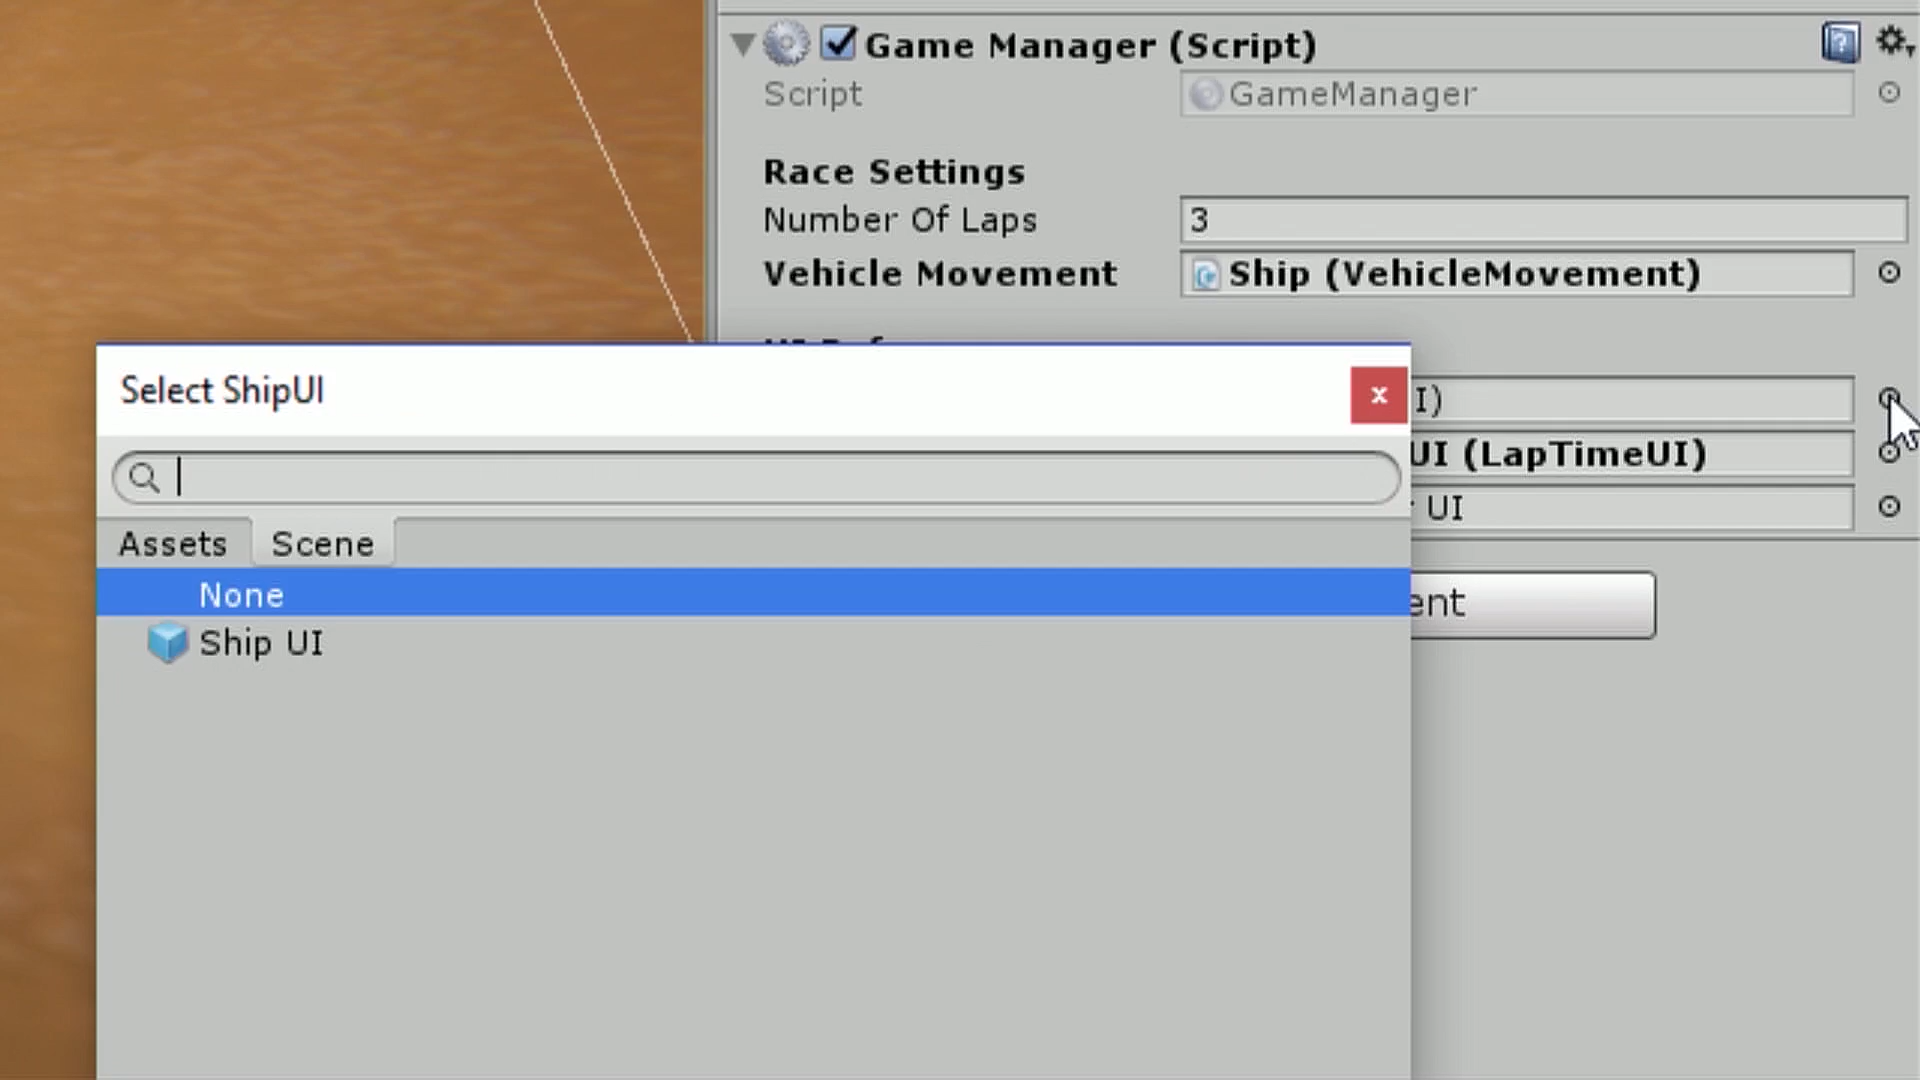 Game Manager (Script)
Script GameManager
Race Settings
Number Of Laps 3
Vehicle Movement Ship (VehicleMovement)
Select ShipUI x
I)
UI (LapTimeUI)
UI
Assets Scene
None
Ship UI
ent